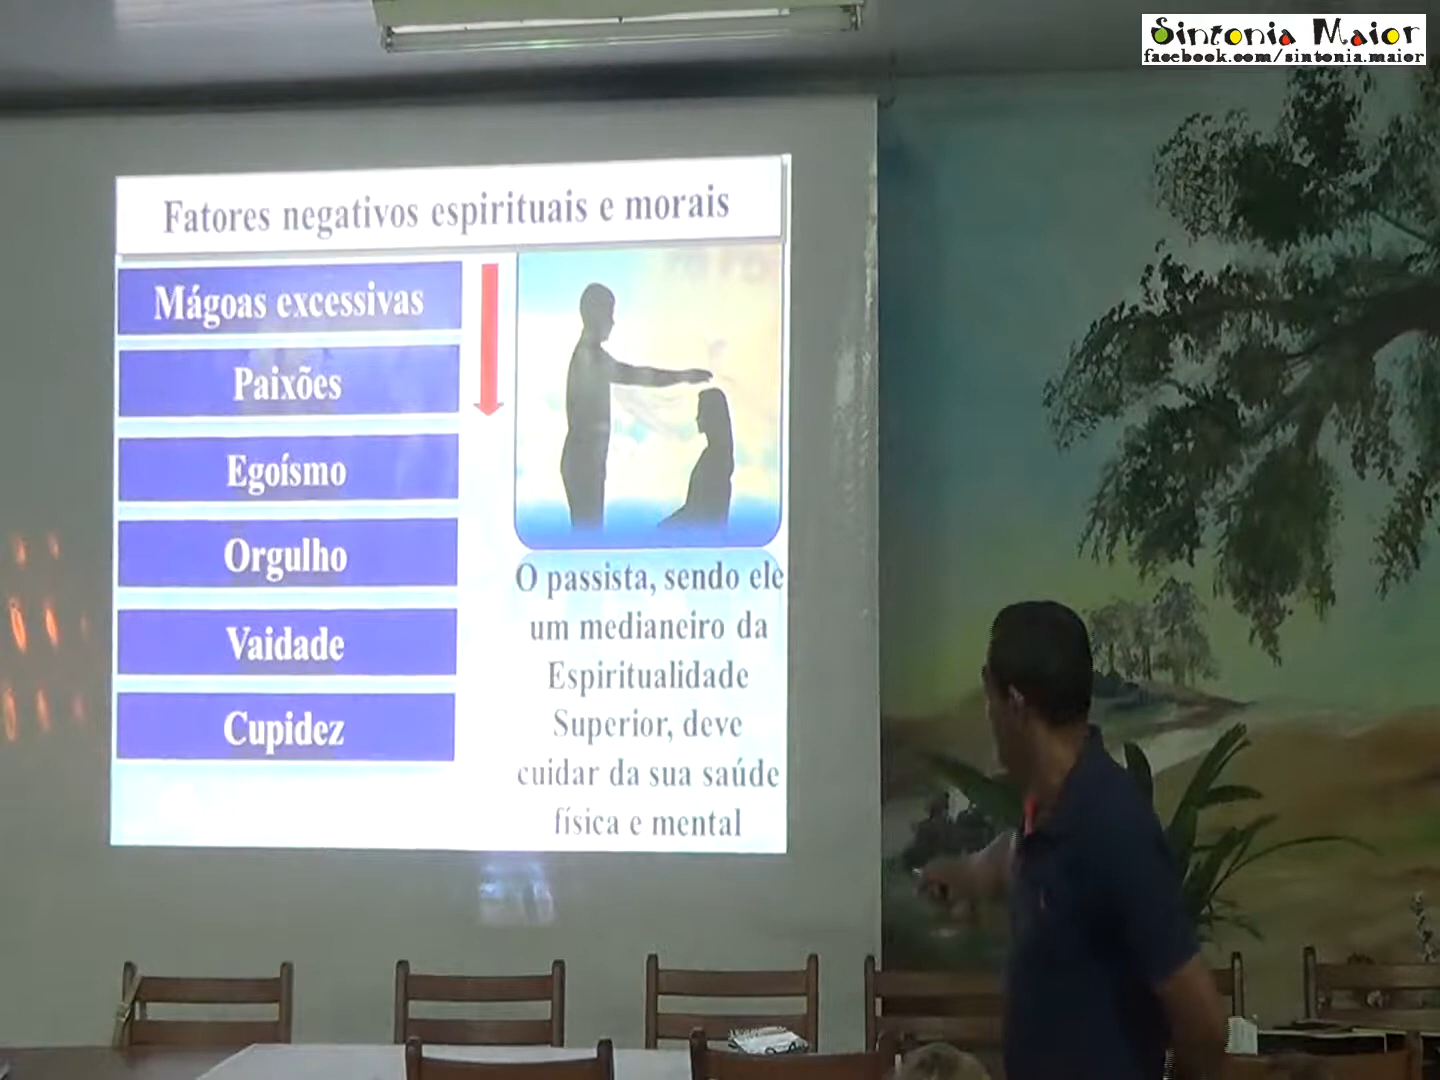 Sintonia Maior
facebook.com/sintonia.maior
Fatores negativos espirituais e morais
Mágoas excessivas
Paixões
Egoísmo
Orgulho
Vaidade
Cupidez
O passista, sendo ele
um medianeiro da
Espiritualidade
Superior, deve
cuidar da sua saúde
física e mental